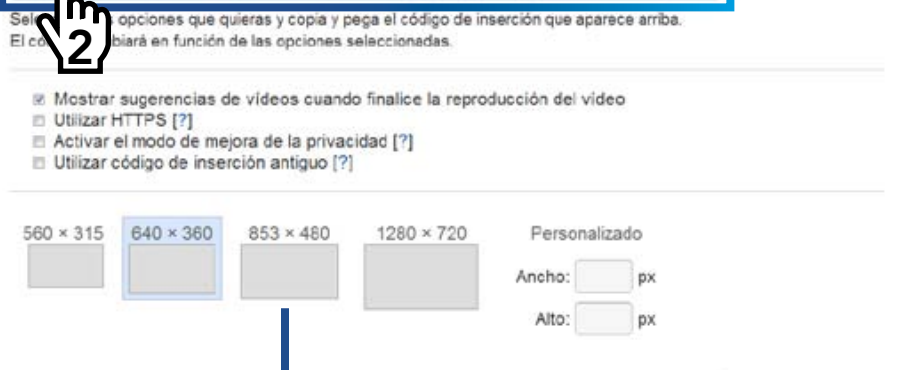 Sele opciones que quieras y copia y pega el código de inserción que aparece arriba.
El có biará en función de las opciones seleccionadas.
2
Mostrar sugerencias de vídeos cuando finalice la reproducción del vídeo
Utilizar HTTPS [?]
Activar el modo de mejora de la privacidad [?]
Utilizar código de inserción antiguo [?]
560 × 315 640 × 360 853 × 480 1280 × 720 Personalizado
Ancho: px
Alto: px